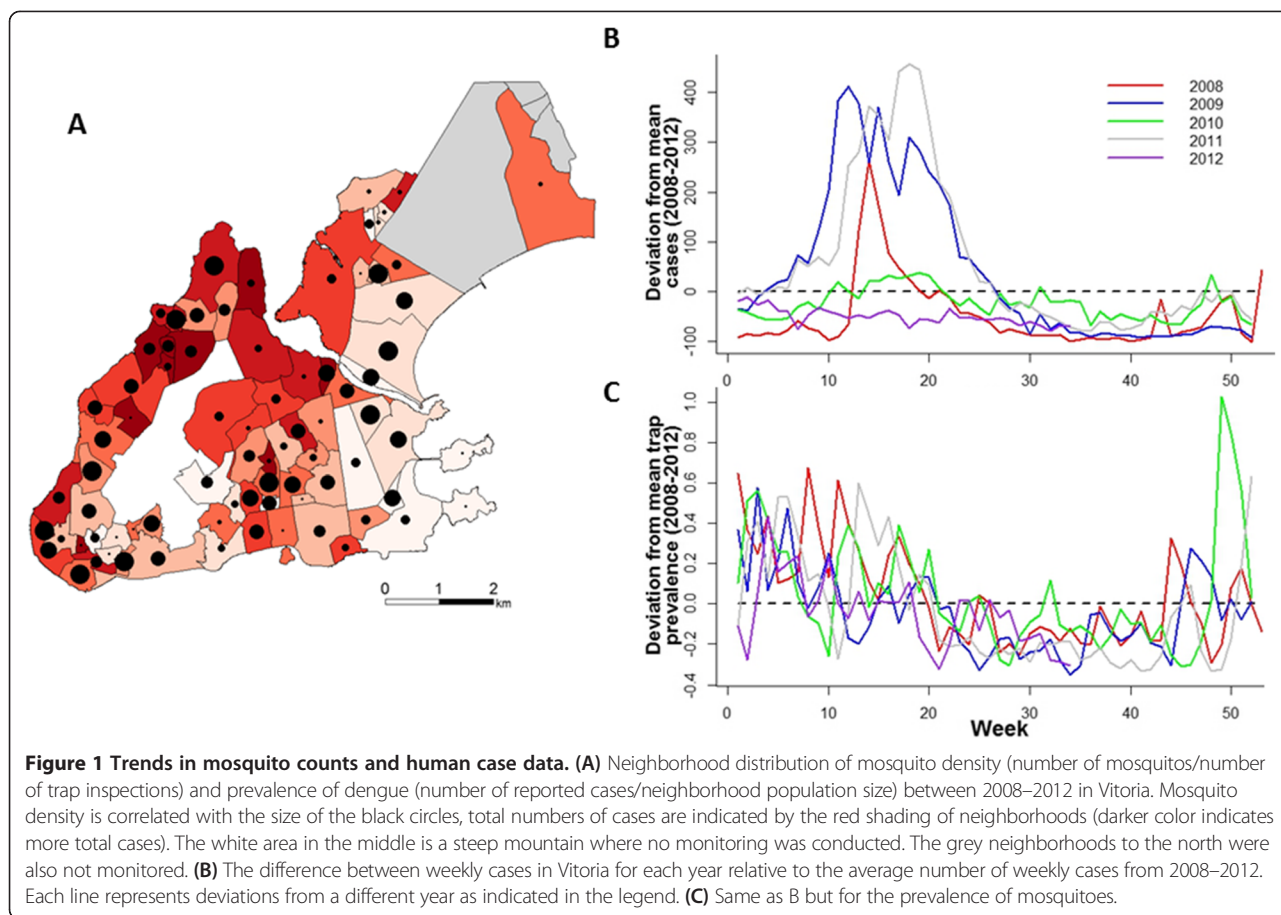 A
0 1 2
km
B
Deviation from mean
cases (2008-2012)
400
300
200
100
0
-100
2008
2009
2010
2011
2012
0 10 20 30 40 50
C
Deviation from mean trap
prevalence (2008-2012)
1.0
0.8
0.6
0.4
0.2
0.0
-0.2
-0.4
0 10 20 30 40 50
Week
Figure 1 Trends in mosquito counts and human case data. (A) Neighborhood distribution of mosquito density (number of mosquitos/number
of trap inspections) and prevalence of dengue (number of reported cases/neighborhood population size) between 2008–2012 in Vitoria. Mosquito
density is correlated with the size of the black circles, total numbers of cases are indicated by the red shading of neighborhoods (darker color indicates
more total cases). The white area in the middle is a steep mountain where no monitoring was conducted. The grey neighborhoods to the north were
also not monitored. (B) The difference between weekly cases in Vitoria for each year relative to the average number of weekly cases from 2008–2012.
Each line represents deviations from a different year as indicated in the legend. (C) Same as B but for the prevalence of mosquitoes.